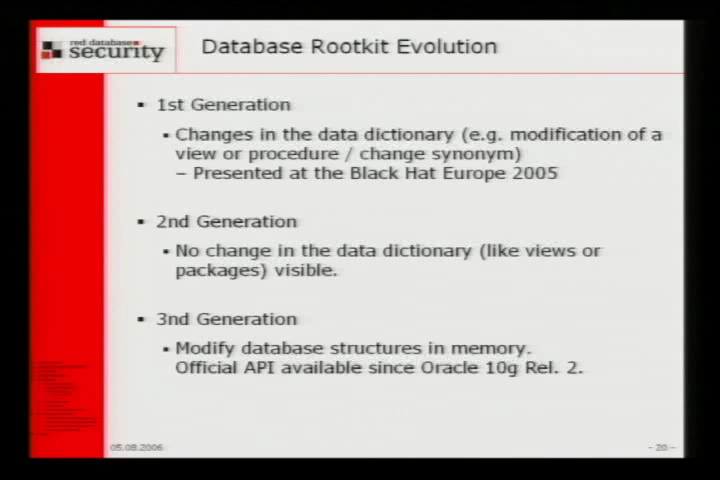 red database
security
Database Rootkit Evolution
▪ 1st Generation
▪ Changes in the data dictionary (e.g. modification of a
view or procedure / change synonym)
– Presented at the Black Hat Europe 2005
▪ 2nd Generation
▪ No change in the data dictionary (like views or
packages) visible.
▪ 3nd Generation
▪ Modify database structures in memory.
Official API available since Oracle 10g Rel. 2.
05.08.2006
– 20 –